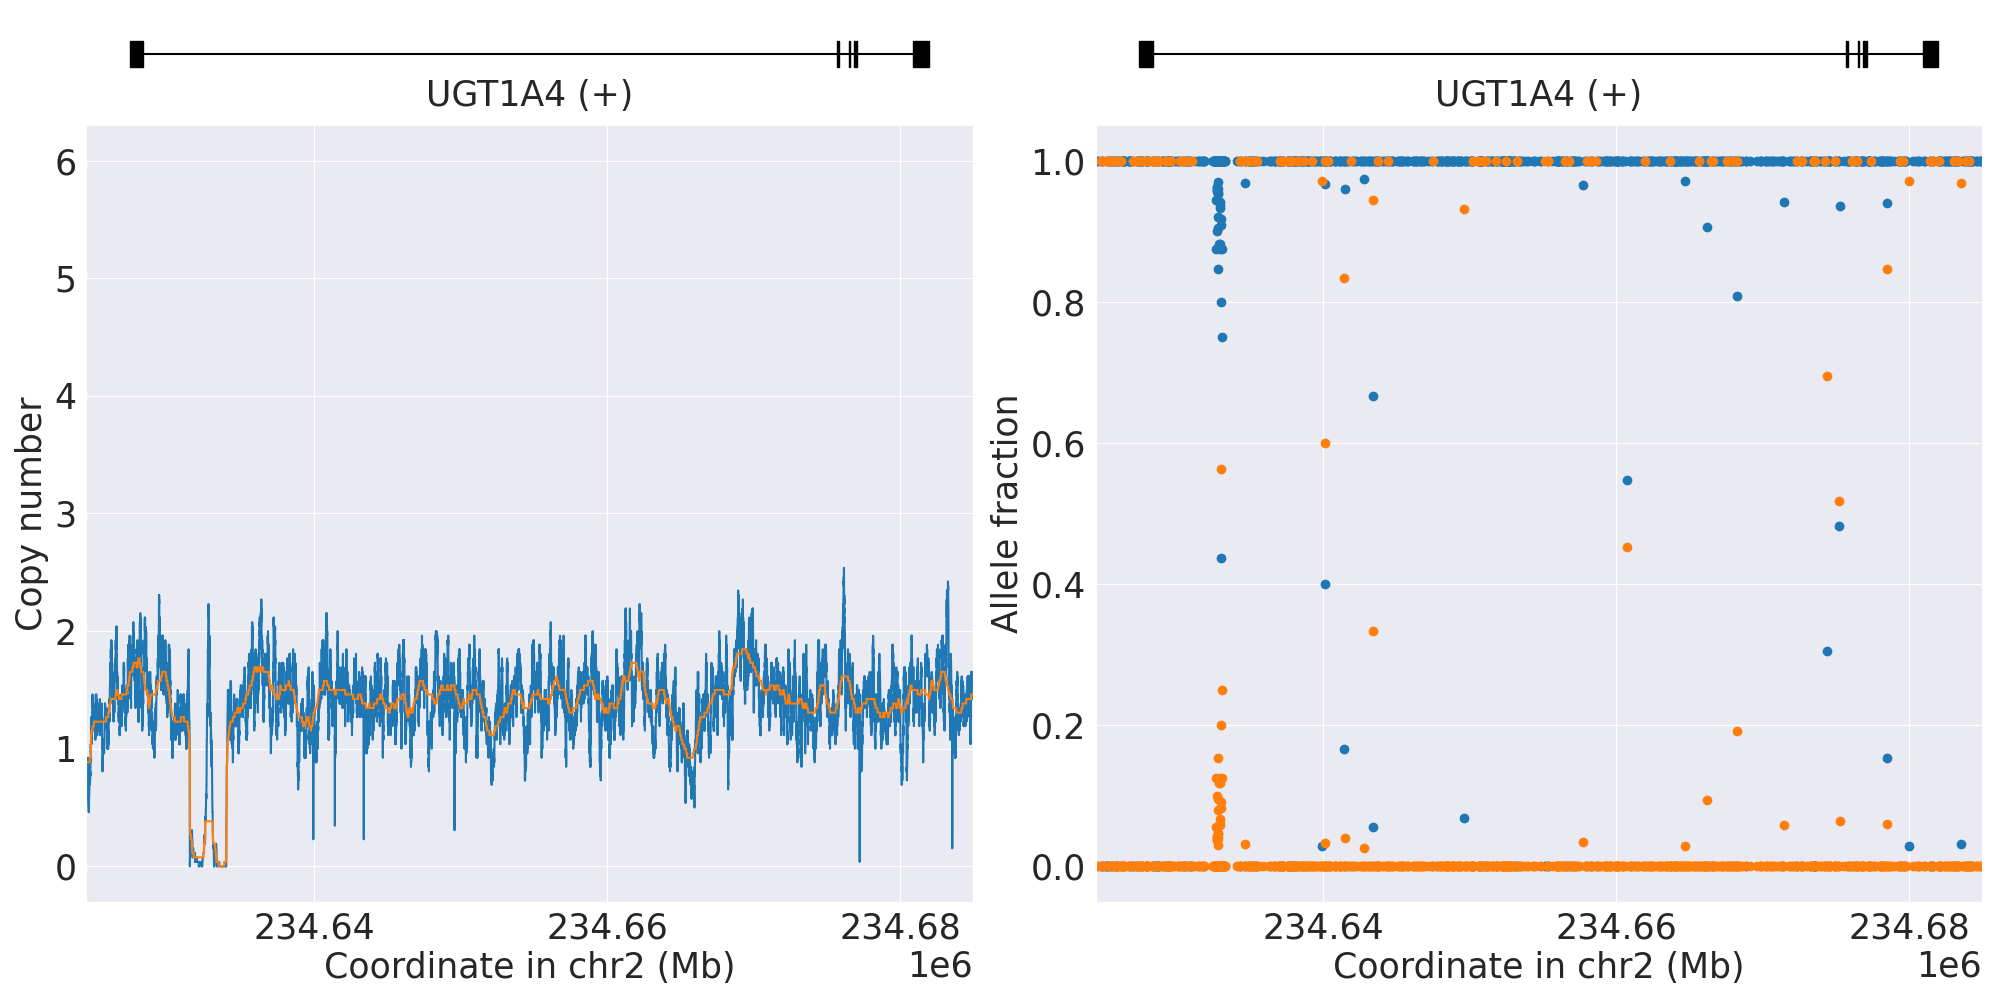 UGT1A4 (+)
6
5
4
3
2
1
0
Copy number
234.64 234.66 234.68
Coordinate in chr2 (Mb)
1e6
UGT1A4 (+)
1.0
0.8
0.6
0.4
0.2
0.0
Allele fraction
234.64 234.66 234.68
Coordinate in chr2 (Mb)
1e6